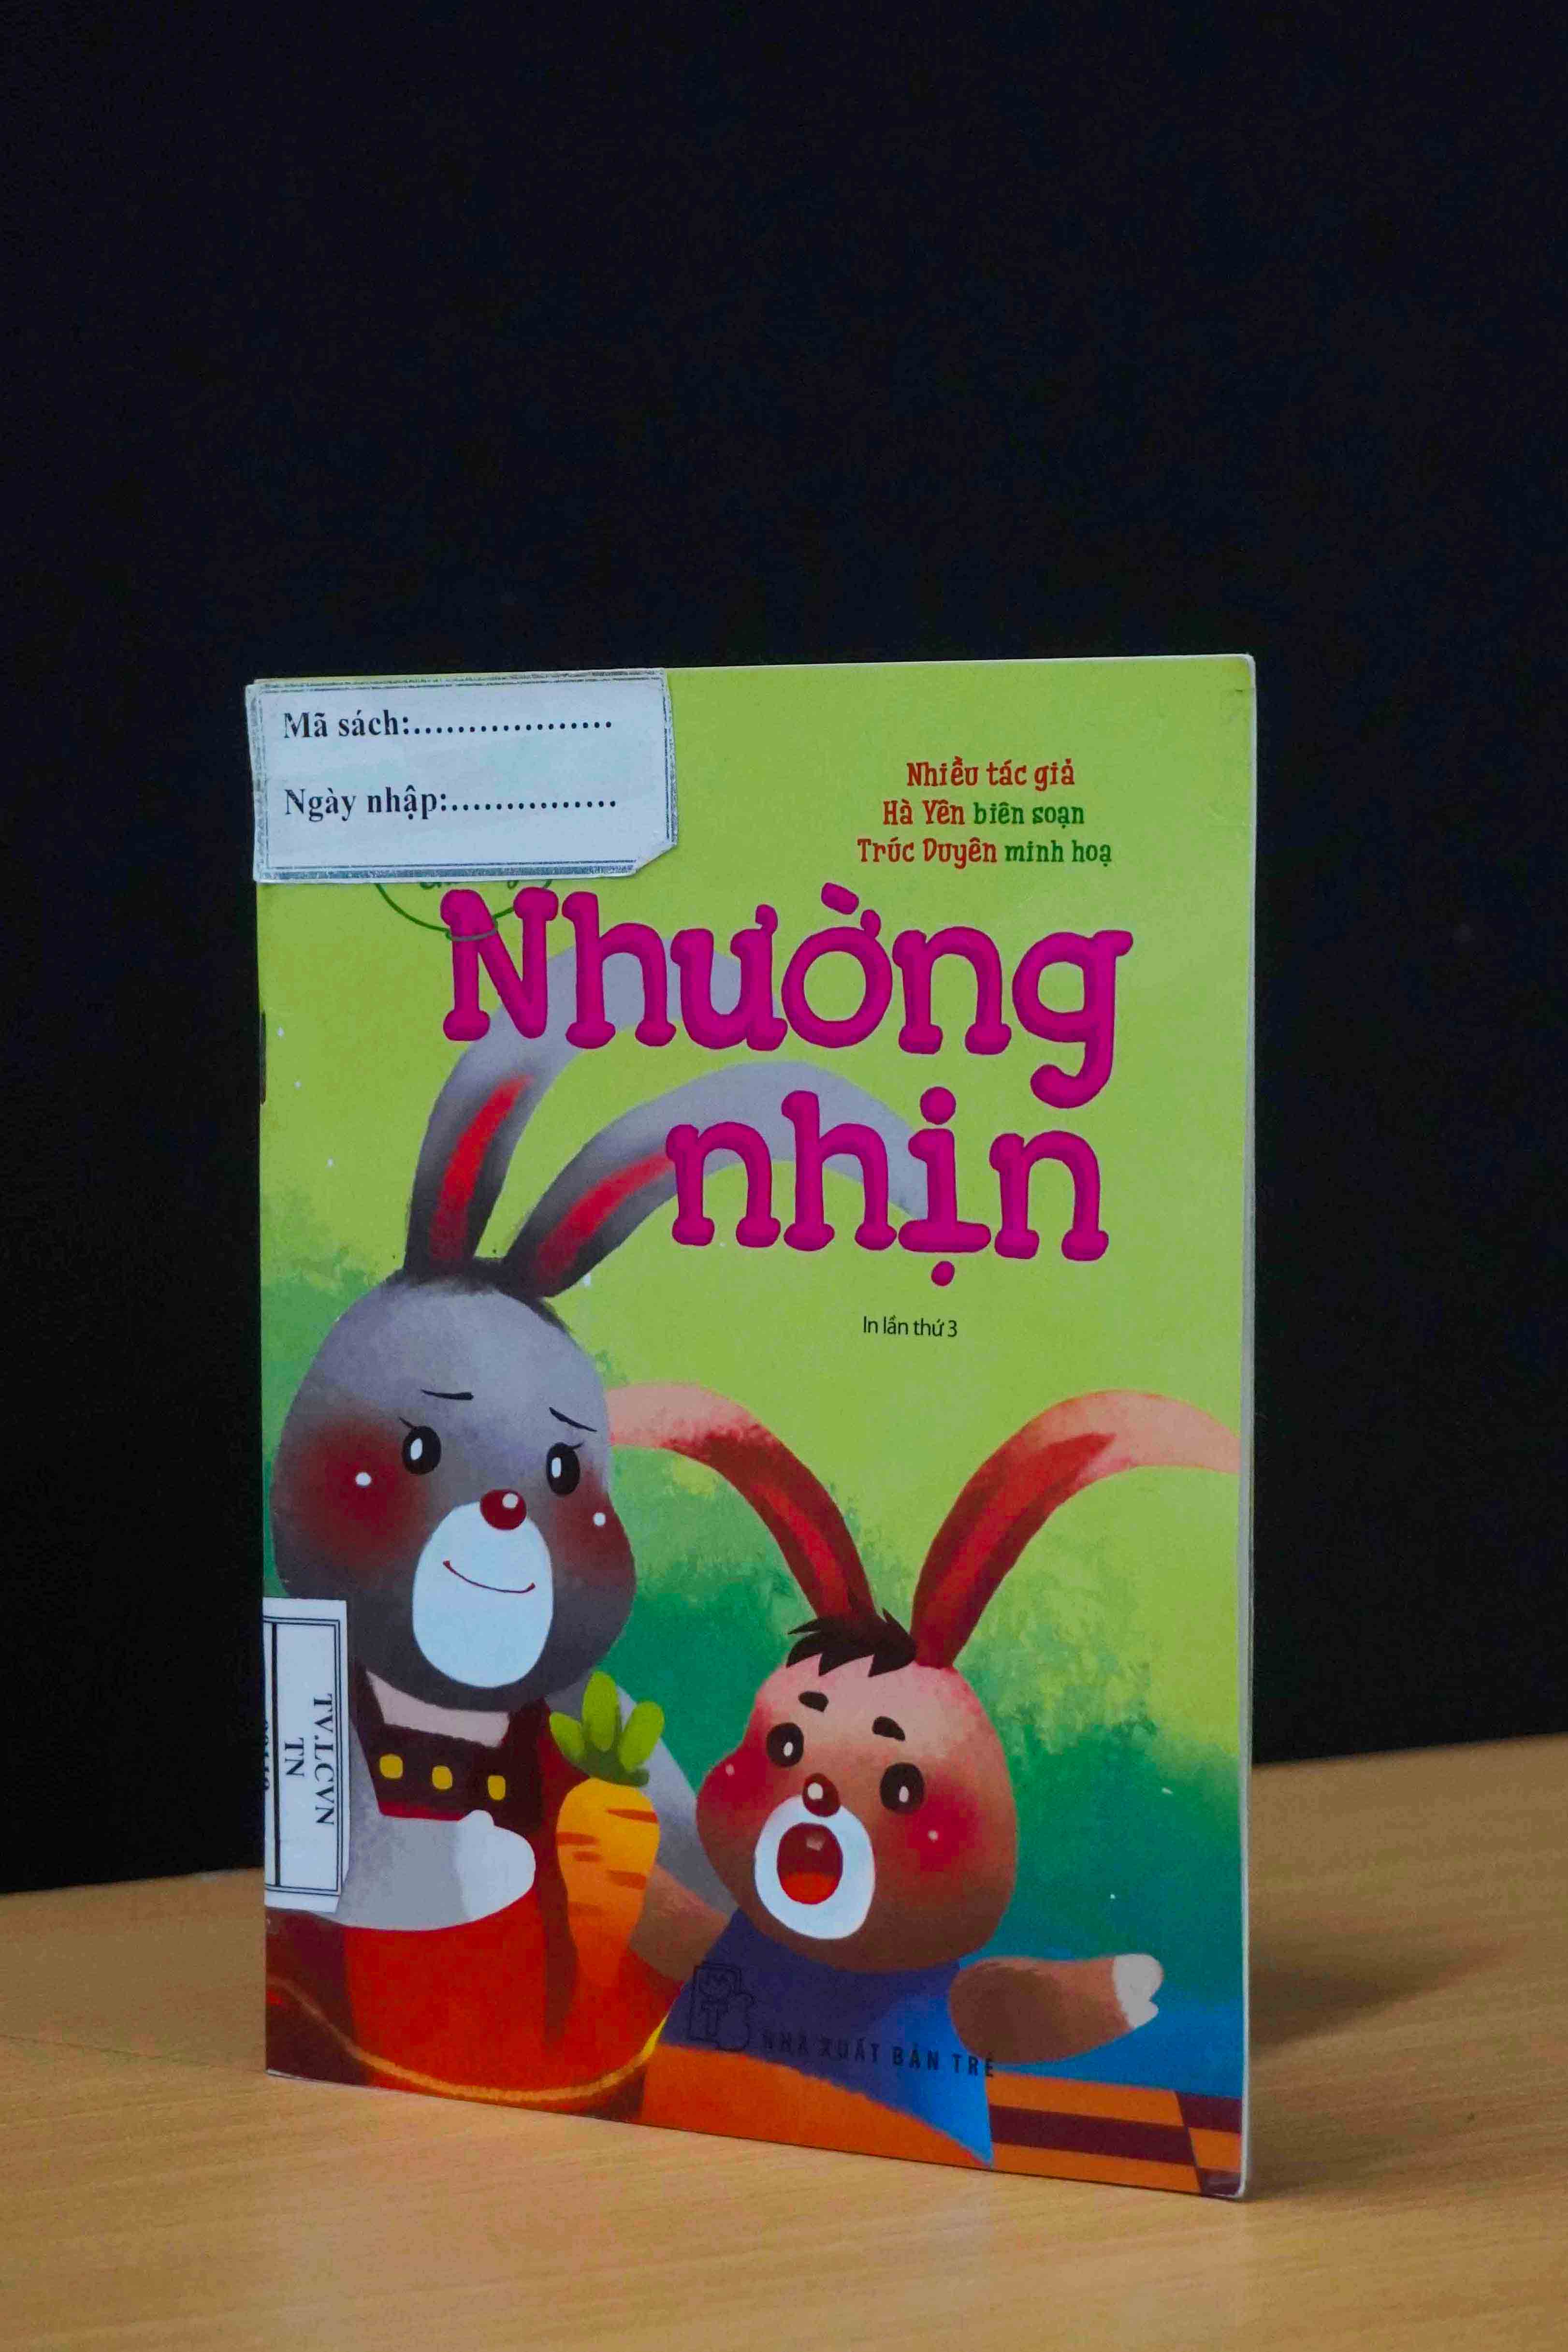 Mã sách:..................
Ngày nhập:...............
Nhiều tác giả
Hà Yên biên soạn
Trúc Duyên minh hoạ
Nhường
nhịn
In lần thứ 3
TV.LCVN
TN
NHÀ XUẤT BẢN TRẺ